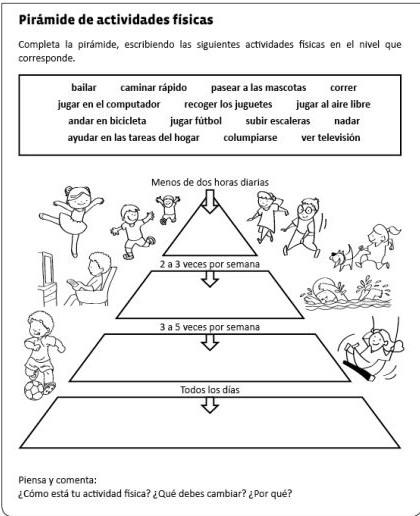 Pirámide de actividades físicas
Completa la pirámide, escribiendo las siguientes actividades físicas en el nivel que
corresponde.
bailar caminar rápido pasear a las mascotas correr
jugar en el computador recoger los juguetes jugar al aire libre
andar en bicicleta jugar fútbol subir escaleras nadar
ayudar en las tareas del hogar columpiarse ver televisión
Menos de dos horas diarias
2 a 3 veces por semana
3 a 5 veces por semana
Todos los días
Piensa y comenta:
¿Cómo está tu actividad física? ¿Qué debes cambiar? ¿Por qué?